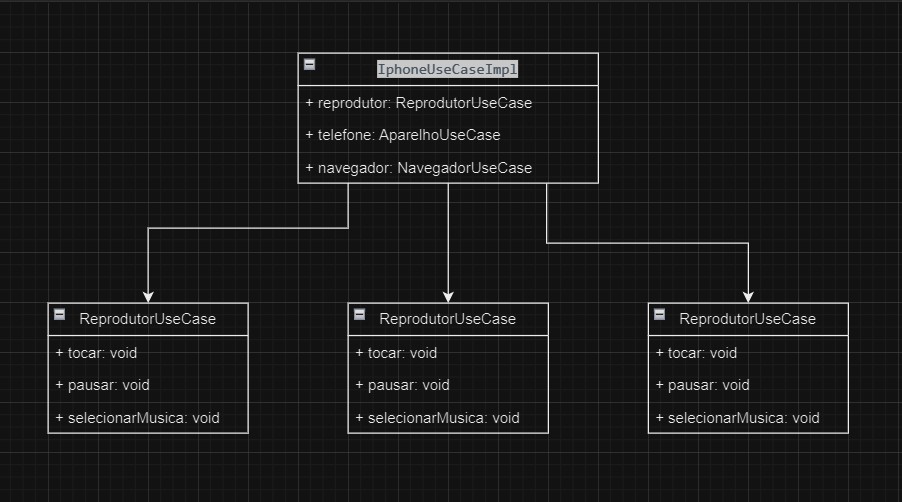 IphoneUseCaseImpl
+ reprodutor: ReprodutorUseCase
+ telefone: AparelhoUseCase
+ navegador: NavegadorUseCase
ReprodutorUseCase
+ tocar: void
+ pausar: void
+ selecionarMusica: void
ReprodutorUseCase
+ tocar: void
+ pausar: void
+ selecionarMusica: void
ReprodutorUseCase
+ tocar: void
+ pausar: void
+ selecionarMusica: void